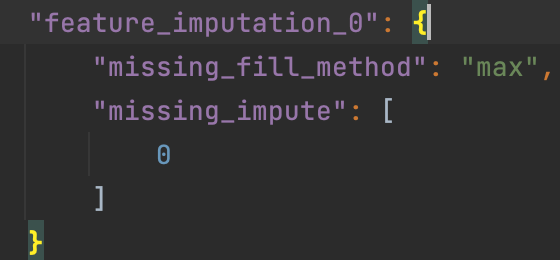 "feature_imputation_0": {
"missing_fill_method": "max",
"missing_impute": [
0
]
}